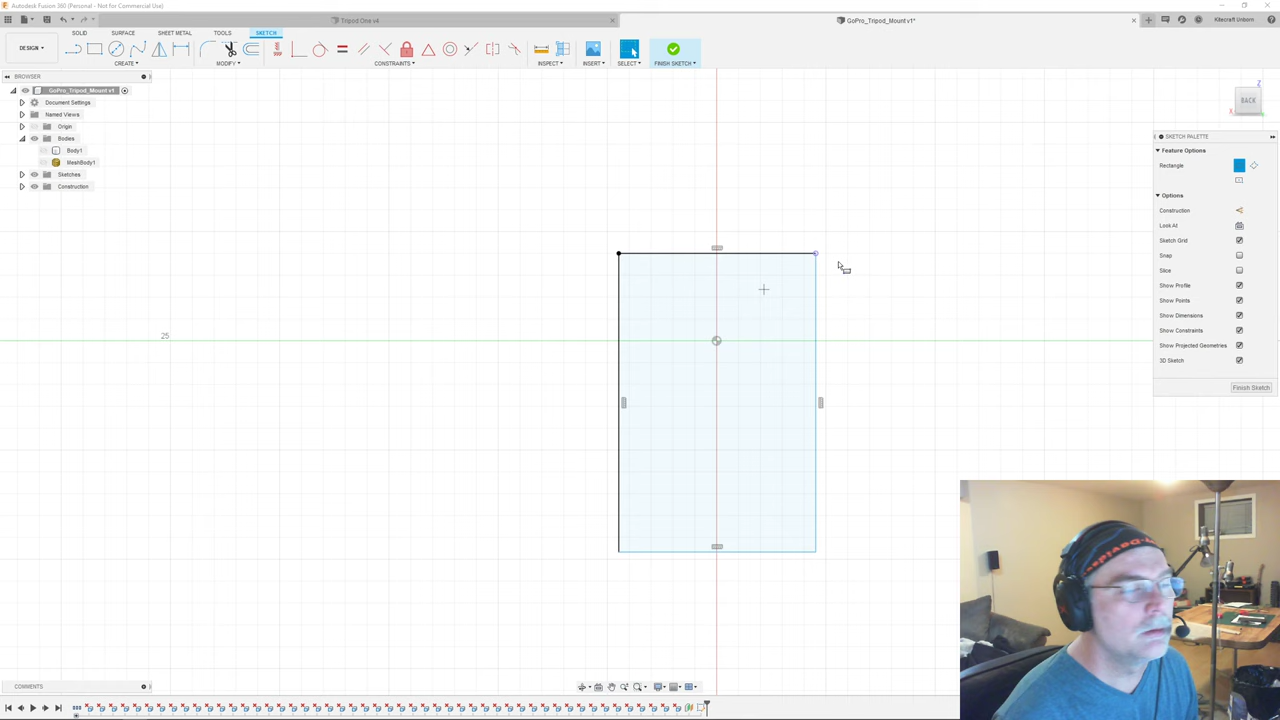 Autodesk Fusion 360 (Personal - Not for Commercial Use)
Tripod One v4
GoPro_Tripod_Mount v1*
Kitecraft Unborn
SOLID
SURFACE
SHEET METAL
TOOLS
SKETCH
DESIGN
CREATE
MODIFY
CONSTRAINTS
INSPECT
INSERT
SELECT
FINISH SKETCH
BROWSER
GoPro_Tripod_Mount v1
Document Settings
Named Views
Origin
Bodies
Body1
MeshBody1
Sketches
Construction
25
Z
BACK
X
SKETCH PALETTE
Feature Options
Rectangle
Options
Construction
Look At
Sketch Grid
Snap
Slice
Show Profile
Show Points
Show Dimensions
Show Constraints
Show Projected Geometries
3D Sketch
Finish Sketch
COMMENTS